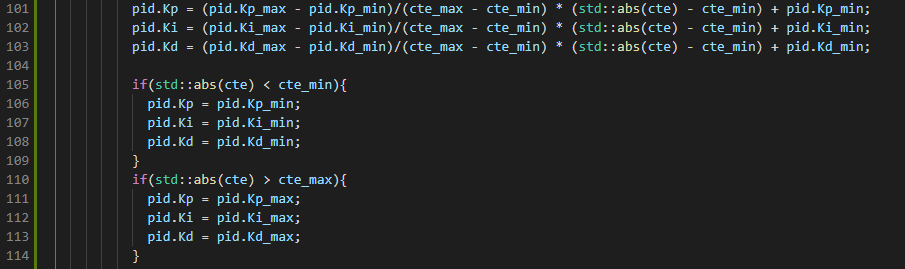 101 pid.Kp = (pid.Kp_max - pid.Kp_min)/(cte_max - cte_min) * (std::abs(cte) - cte_min) + pid.Kp_min;
102 pid.Ki = (pid.Ki_max - pid.Ki_min)/(cte_max - cte_min) * (std::abs(cte) - cte_min) + pid.Ki_min;
103 pid.Kd = (pid.Kd_max - pid.Kd_min)/(cte_max - cte_min) * (std::abs(cte) - cte_min) + pid.Kd_min;
104
105 if(std::abs(cte) < cte_min){
106 pid.Kp = pid.Kp_min;
107 pid.Ki = pid.Ki_min;
108 pid.Kd = pid.Kd_min;
109 }
110 if(std::abs(cte) > cte_max){
111 pid.Kp = pid.Kp_max;
112 pid.Ki = pid.Ki_max;
113 pid.Kd = pid.Kd_max;
114 }